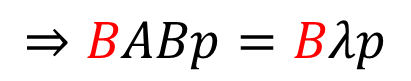 ⇒ BABp = Bλp